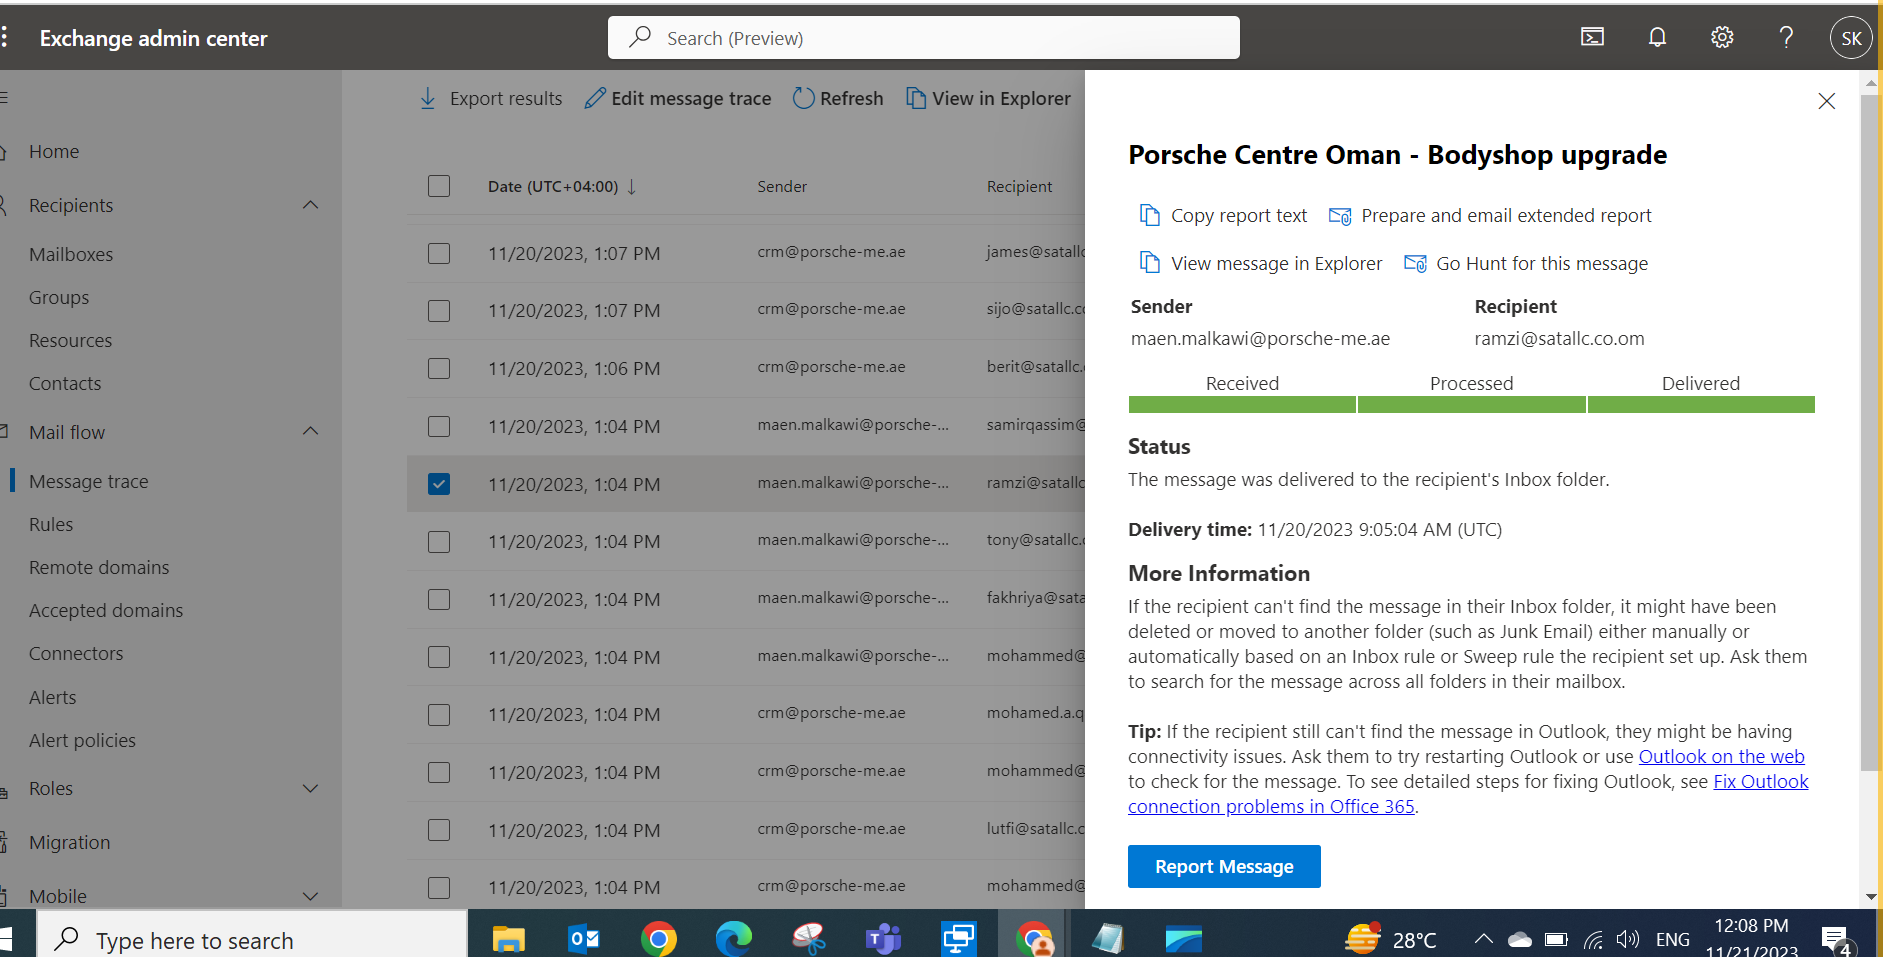 Exchange admin center
Search (Preview)
SK
Home
Recipients
Mailboxes
Groups
Resources
Contacts
Mail flow
Message trace
Rules
Remote domains
Accepted domains
Connectors
Alerts
Alert policies
Roles
Migration
Mobile
Export results Edit message trace Refresh View in Explorer
Date (UTC+04:00) ↓ Sender Recipient
11/20/2023, 1:07 PM crm@porsche-me.ae james@satallc
11/20/2023, 1:07 PM crm@porsche-me.ae sijo@satallc.co
11/20/2023, 1:06 PM crm@porsche-me.ae berit@satallc.
11/20/2023, 1:04 PM maen.malkawi@porsche-... samirqassim@
11/20/2023, 1:04 PM maen.malkawi@porsche-... ramzi@satallc
11/20/2023, 1:04 PM maen.malkawi@porsche-... tony@satallc.
11/20/2023, 1:04 PM maen.malkawi@porsche-... fakhriya@sata
11/20/2023, 1:04 PM maen.malkawi@porsche-... mohammed@
11/20/2023, 1:04 PM crm@porsche-me.ae mohamed.a.q
11/20/2023, 1:04 PM crm@porsche-me.ae mohammed@
11/20/2023, 1:04 PM crm@porsche-me.ae lutfi@satallc.c
11/20/2023, 1:04 PM crm@porsche-me.ae mohammed@
Porsche Centre Oman - Bodyshop upgrade
Copy report text Prepare and email extended report
View message in Explorer Go Hunt for this message
Sender Recipient
maen.malkawi@porsche-me.ae ramzi@satallc.co.om
Received Processed Delivered
Status
The message was delivered to the recipient's Inbox folder.
Delivery time: 11/20/2023 9:05:04 AM (UTC)
More Information
If the recipient can't find the message in their Inbox folder, it might have been
deleted or moved to another folder (such as Junk Email) either manually or
automatically based on an Inbox rule or Sweep rule the recipient set up. Ask them
to search for the message across all folders in their mailbox.
Tip: If the recipient still can't find the message in Outlook, they might be having
connectivity issues. Ask them to try restarting Outlook or use Outlook on the web
to check for the message. To see detailed steps for fixing Outlook, see Fix Outlook
connection problems in Office 365.
Report Message
Type here to search
28°C
ENG
12:08 PM
11/21/2023
4